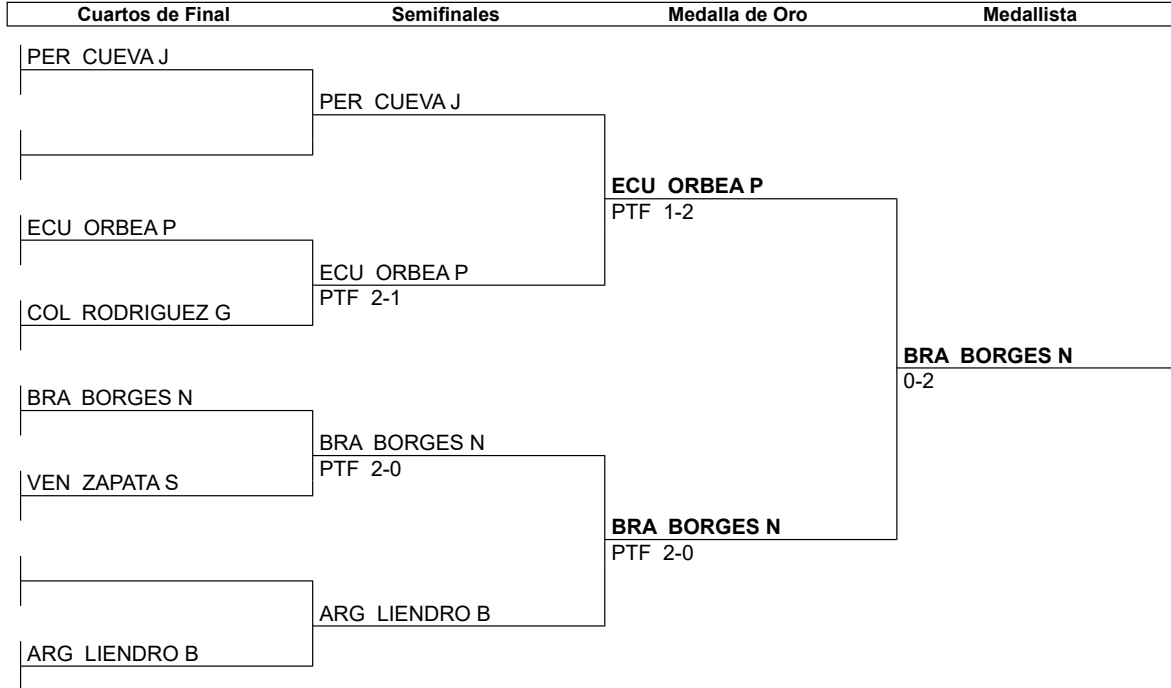 Cuartos de Final Semifinales Medalla de Oro Medallista
PER CUEVA J
PER CUEVA J
ECU ORBEA P
PTF 1-2
ECU ORBEA P
ECU ORBEA P
PTF 2-1
COL RODRIGUEZ G
BRA BORGES N
0-2
BRA BORGES N
BRA BORGES N
PTF 2-0
VEN ZAPATA S
BRA BORGES N
PTF 2-0
ARG LIENDRO B
ARG LIENDRO B